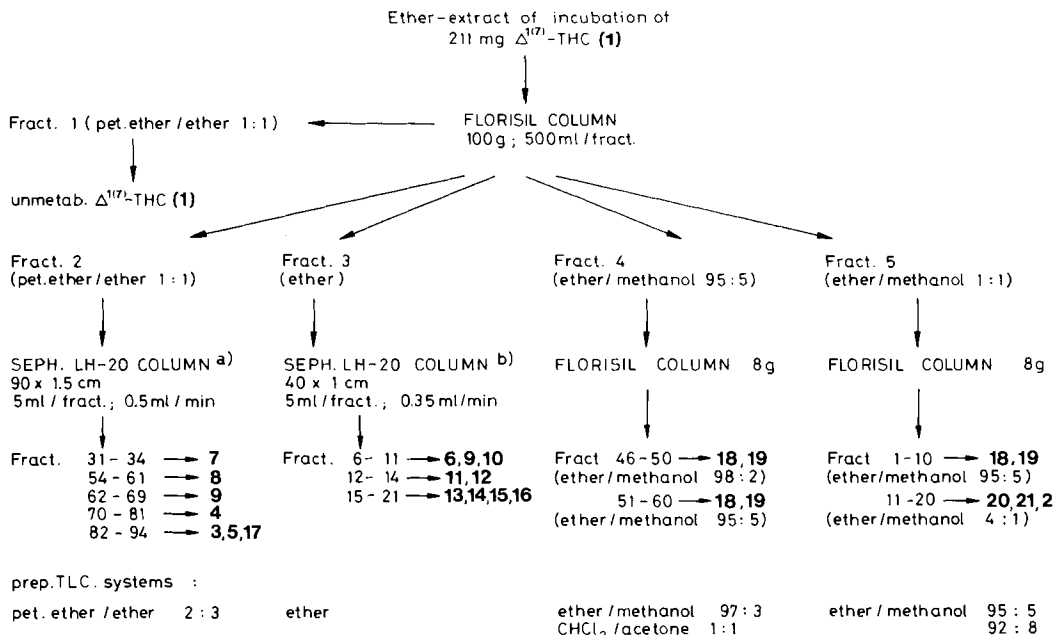 Ether-extract of incubation of
211 mg Δ1(7)-THC (1)
Fract. 1 (pet.ether/ether 1:1)
FLORISIL COLUMN
100g; 500ml/fract.
unmetab. Δ1(7)-THC (1)
Fract. 2
(pet.ether/ether 1:1)
SEPH. LH-20 COLUMN a)
90 x 1.5 cm
5ml/fract.; 0.5ml/min
Fract. 31-34 → 7
54-61 → 8
62-69 → 9
70-81 → 4
82-94 → 3,5,17
Fract. 3
(ether)
SEPH. LH-20 COLUMN b)
40 x 1 cm
5ml/fract.; 0.35ml/min
Fract. 6-11 → 6,9,10
12-14 → 11,12
15-21 → 13,14,15,16
Fract. 4
(ether/methanol 95:5)
FLORISIL COLUMN 8g
Fract 46-50 → 18,19
(ether/methanol 98:2)
51-60 → 18,19
(ether/methanol 95:5)
Fract. 5
(ether/methanol 1:1)
FLORISIL COLUMN 8g
Fract 1-10 → 18,19
(ether/methanol 95:5)
11-20 → 20,21,2
(ether/methanol 4:1)
prep.TLC. systems :
pet. ether/ether 2:3
ether
ether/methanol 97:3
CHCl3/acetone 1:1
ether/methanol 95:5
92:8